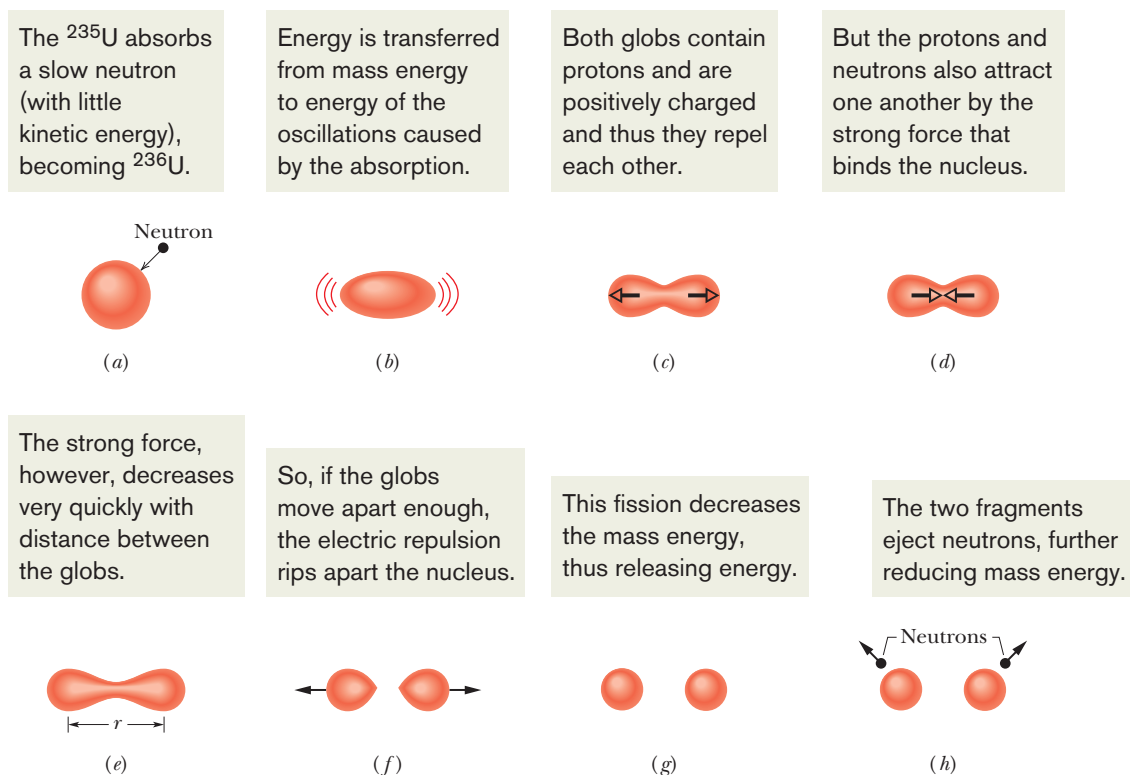 The ²³⁵U absorbs
a slow neutron
(with little
kinetic energy),
becoming ²³⁶U.
Energy is transferred
from mass energy
to energy of the
oscillations caused
by the absorption.
Both globs contain
protons and are
positively charged
and thus they repel
each other.
But the protons and
neutrons also attract
one another by the
strong force that
binds the nucleus.
Neutron
(a)
(b)
(c)
(d)
The strong force,
however, decreases
very quickly with
distance between
the globs.
So, if the globs
move apart enough,
the electric repulsion
rips apart the nucleus.
This fission decreases
the mass energy,
thus releasing energy.
The two fragments
eject neutrons, further
reducing mass energy.
Neutrons
r
(e)
(f)
(g)
(h)